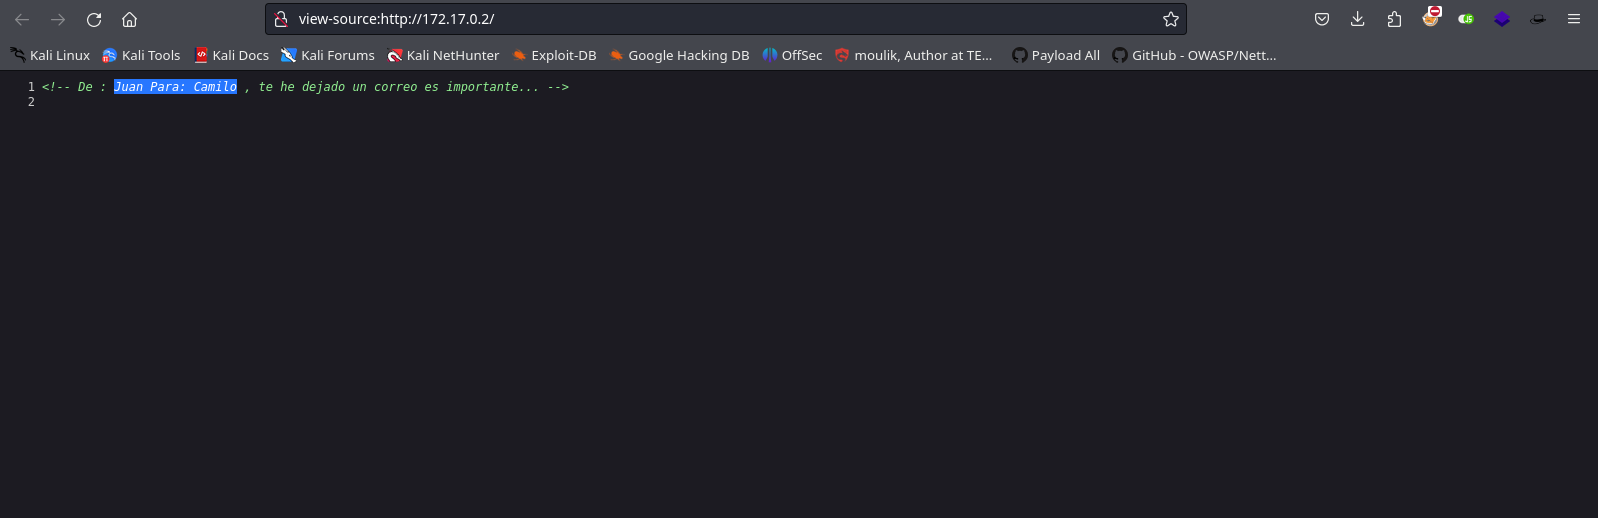 view-source:http://172.17.0.2/
Kali Linux Kali Tools Kali Docs Kali Forums Kali NetHunter Exploit-DB Google Hacking DB OffSec moulik, Author at TE... Payload All GitHub - OWASP/Nett...
1 <!-- De : Juan Para: Camilo , te he dejado un correo es importante... -->
2